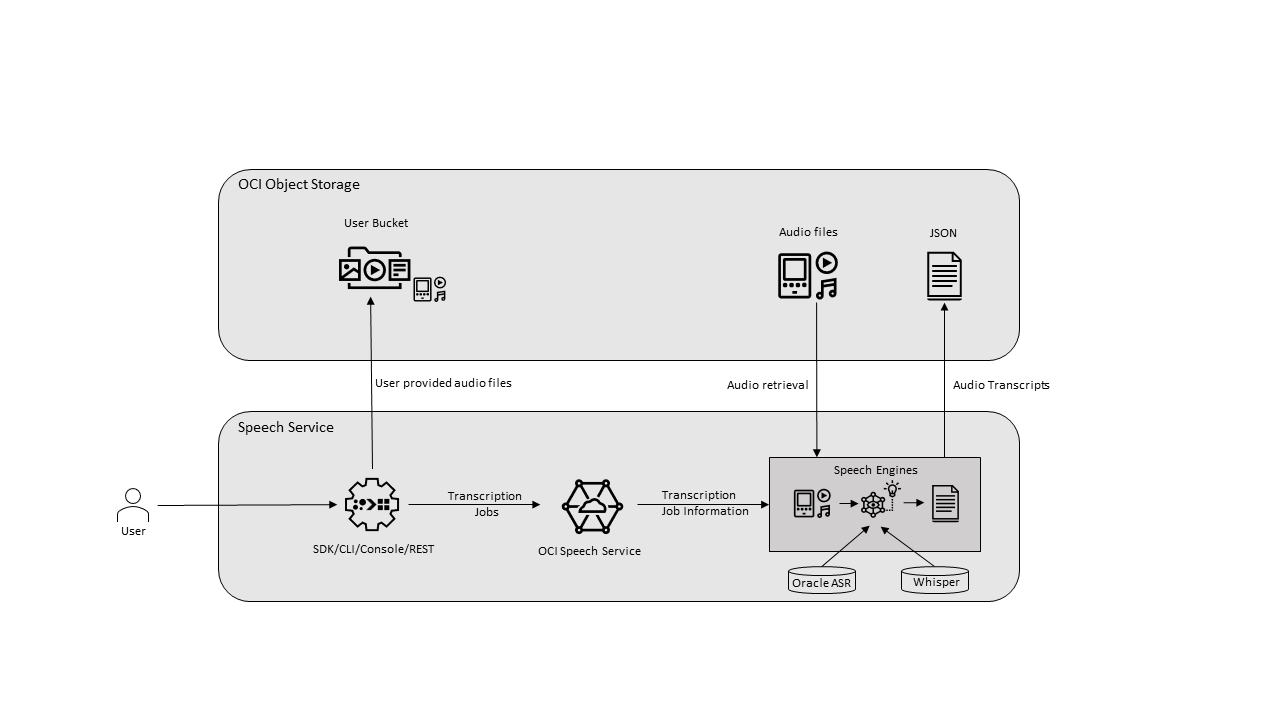 OCI Object Storage
User Bucket
Audio files
JSON
User provided audio files
Audio retrieval
Audio Transcripts
Speech Service
Speech Engines
Transcription
Jobs
Transcription
Job Information
User
SDK/CLI/Console/REST
OCI Speech Service
Oracle ASR
Whisper